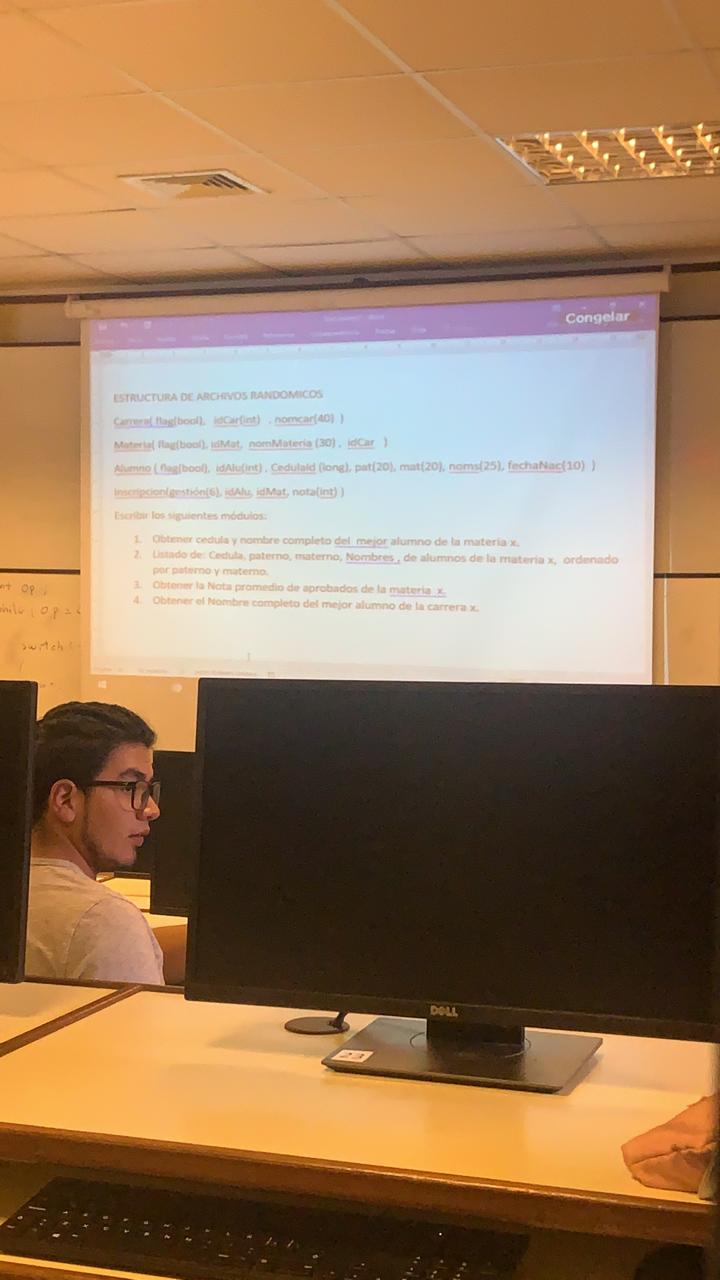 Congelar
ESTRUCTURA DE ARCHIVOS RANDOMICOS
Carrera( flag(bool), idCar(int) , nomcar(40) )
Materia( flag(bool), idMat, nomMateria (30) , idCar )
Alumno ( flag(bool), idAlu(int) , CedulaId (long), pat(20), mat(20), noms(25), fechaNac(10) )
Inscripcion(gestión(6), idAlu, idMat, nota(int) )
Escribir los siguientes módulos:
1. Obtener cedula y nombre completo del mejor alumno de la materia x.
2. Listado de: Cedula, paterno, materno, Nombres , de alumnos de la materia x, ordenado
por paterno y materno.
3. Obtener la Nota promedio de aprobados de la materia x.
4. Obtener el Nombre completo del mejor alumno de la carrera x.
op ;
op =
switch (
DELL